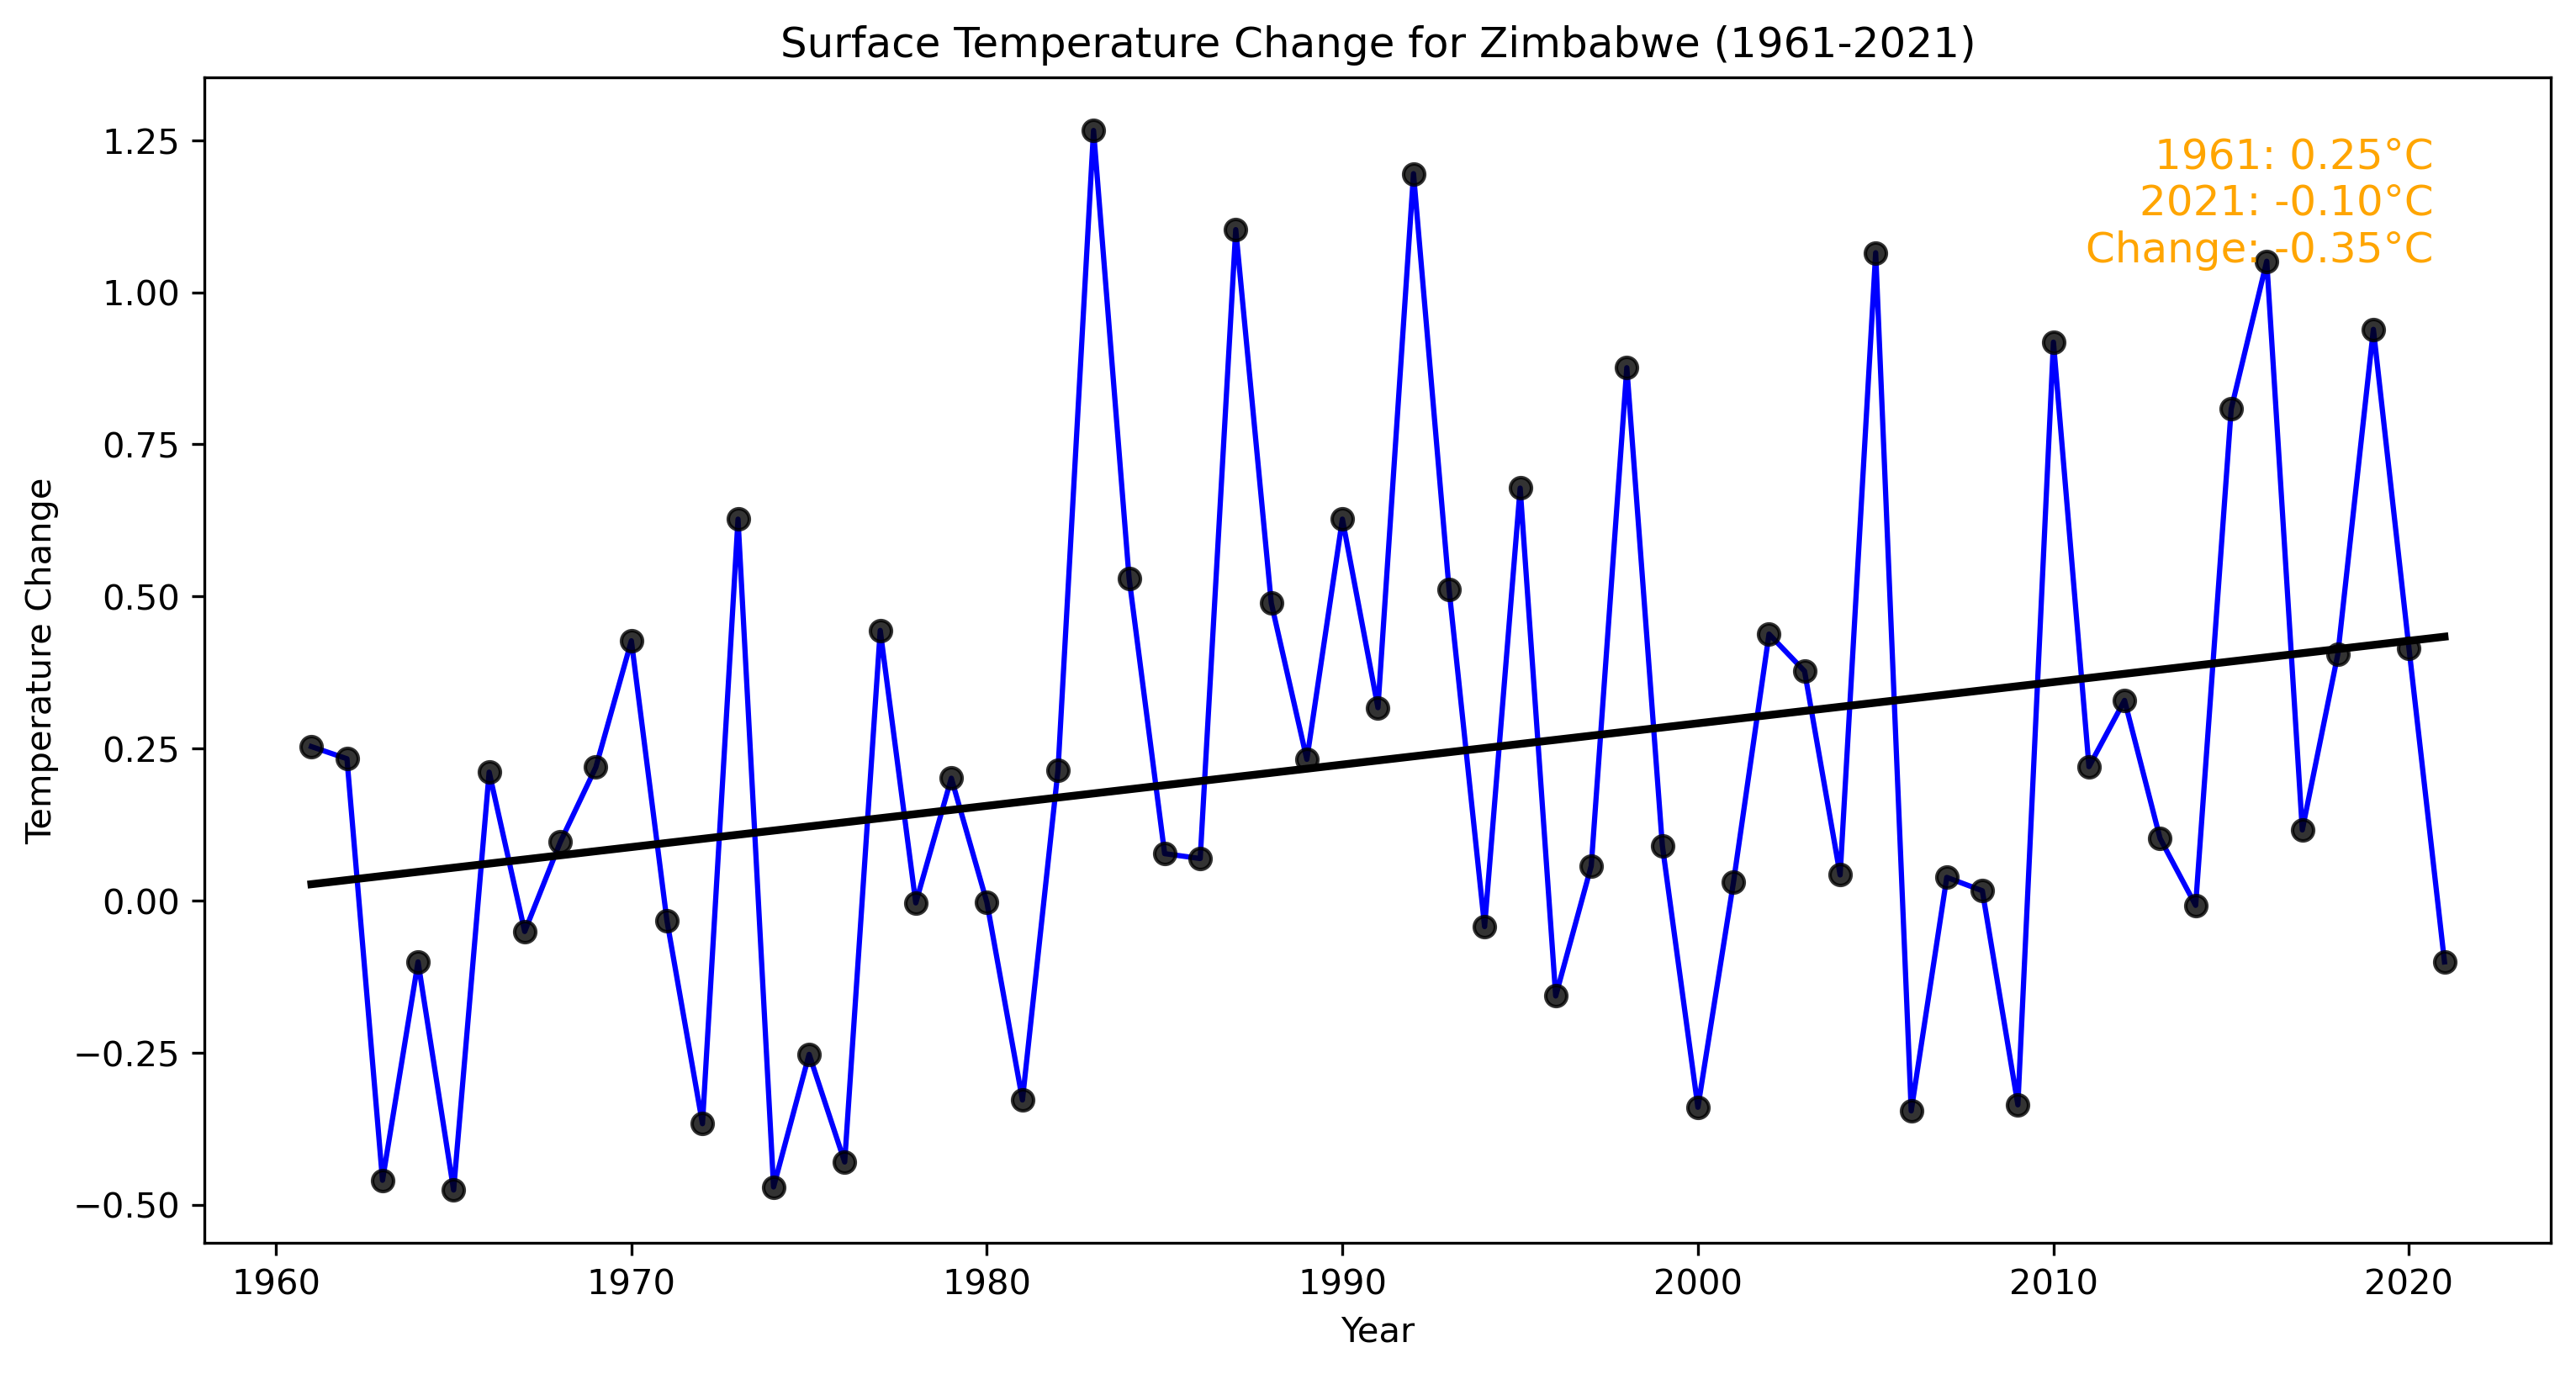 Surface Temperature Change for Zimbabwe (1961-2021)
1961: 0.25°C
2021: -0.10°C
Change: -0.35°C
Temperature Change
1.25
1.00
0.75
0.50
0.25
0.00
−0.25
−0.50
1960 1970 1980 1990 2000 2010 2020
Year